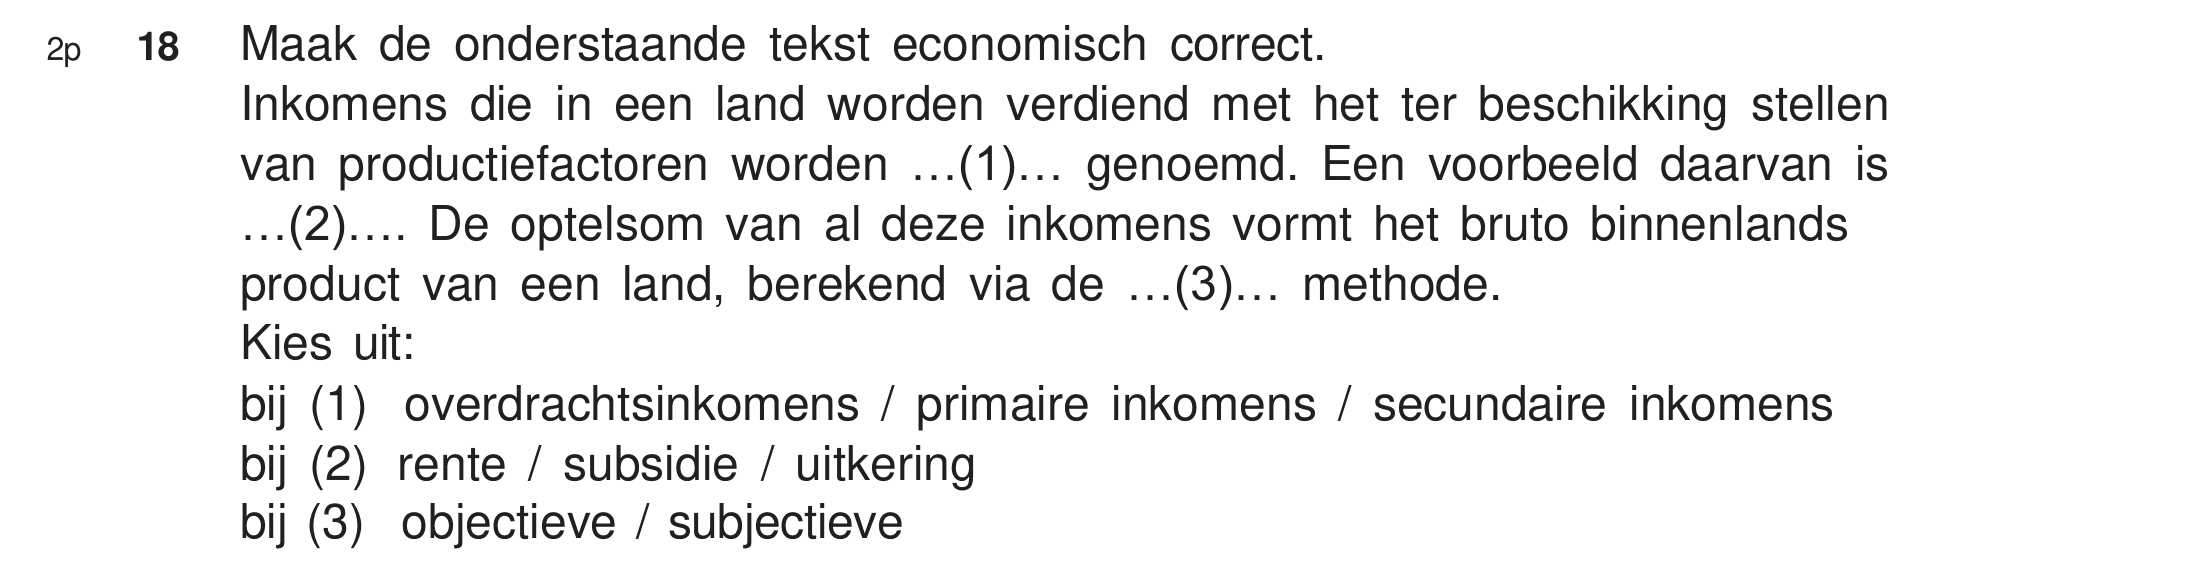 2p 18 Maak de onderstaande tekst economisch correct.
Inkomens die in een land worden verdiend met het ter beschikking stellen
van productiefactoren worden …(1)… genoemd. Een voorbeeld daarvan is
…(2)…. De optelsom van al deze inkomens vormt het bruto binnenlands
product van een land, berekend via de …(3)… methode.
Kies uit:
bij (1) overdrachtsinkomens / primaire inkomens / secundaire inkomens
bij (2) rente / subsidie / uitkering
bij (3) objectieve / subjectieve